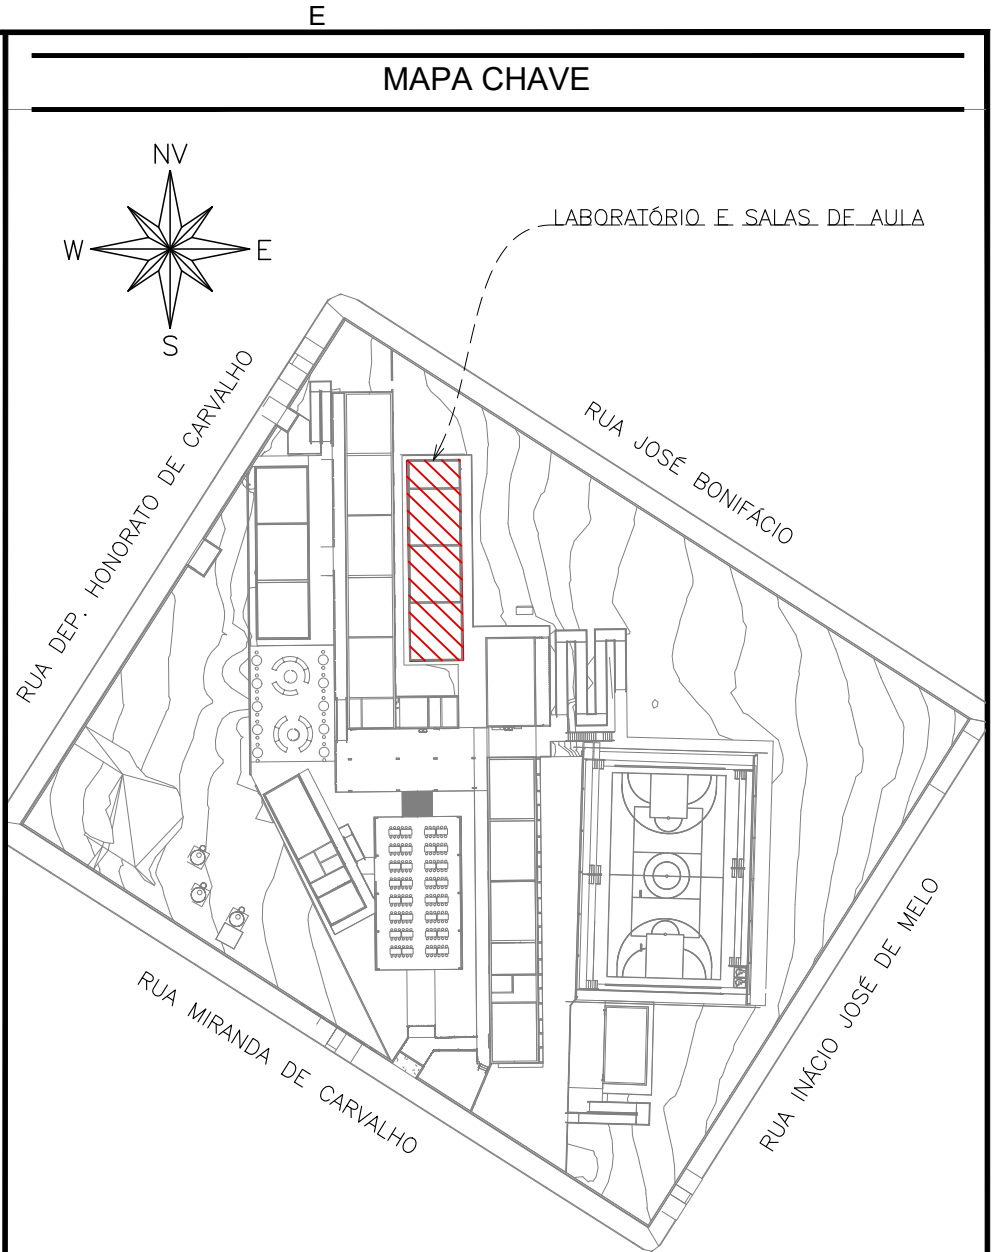 E
MAPA CHAVE
NV
W
E
S
LABORATÓRIO E SALAS DE AULA
RUA DEP. HONORATO DE CARVALHO
RUA JOSÉ BONIFÁCIO
RUA MIRANDA DE CARVALHO
RUA INÁCIO JOSÉ DE MELO